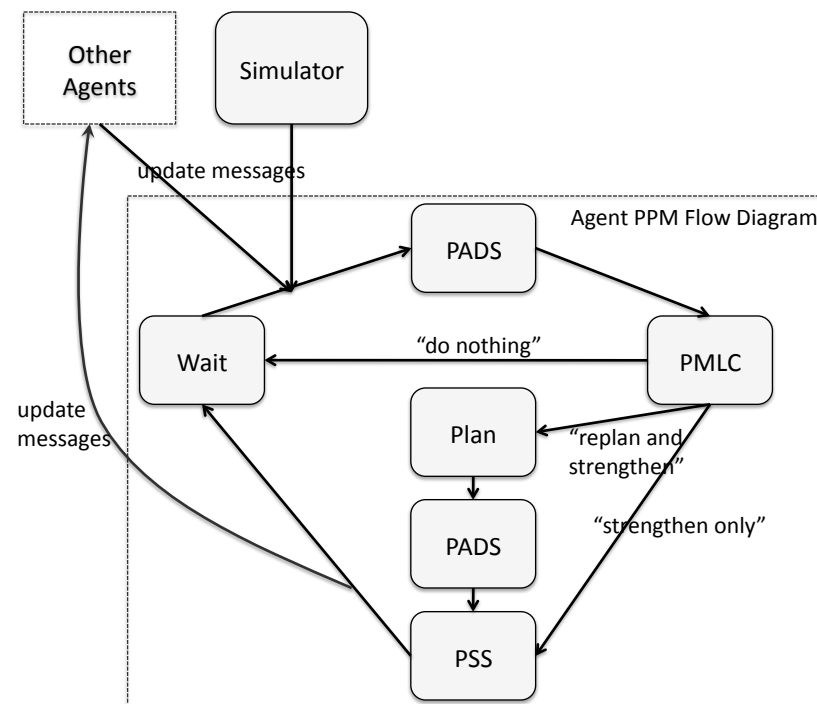 Other
Agents
Simulator
update messages
Agent PPM Flow Diagram
PADS
Wait
“do nothing”
PMLC
update
messages
Plan
“replan and
strengthen”
PADS
“strengthen only”
PSS